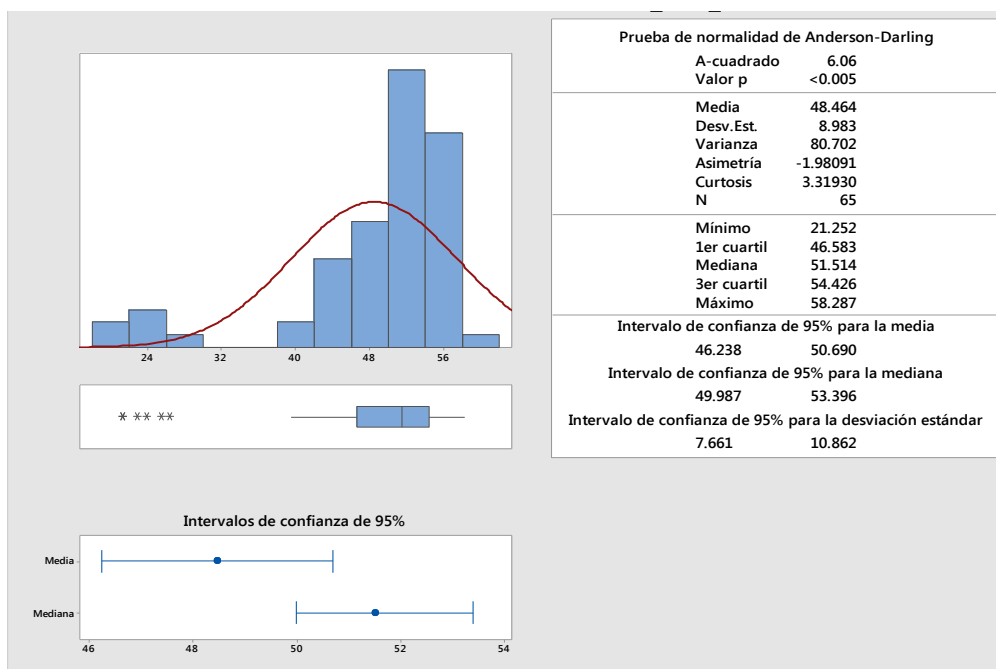 Prueba de normalidad de Anderson-Darling
A-cuadrado 6.06
Valor p <0.005
Media 48.464
Desv.Est. 8.983
Varianza 80.702
Asimetría -1.98091
Curtosis 3.31930
N 65
Mínimo 21.252
1er cuartil 46.583
Mediana 51.514
3er cuartil 54.426
Máximo 58.287
Intervalo de confianza de 95% para la media
46.238 50.690
Intervalo de confianza de 95% para la mediana
49.987 53.396
Intervalo de confianza de 95% para la desviación estándar
7.661 10.862
24 32 40 48 56
Intervalos de confianza de 95%
Media
Mediana
46 48 50 52 54